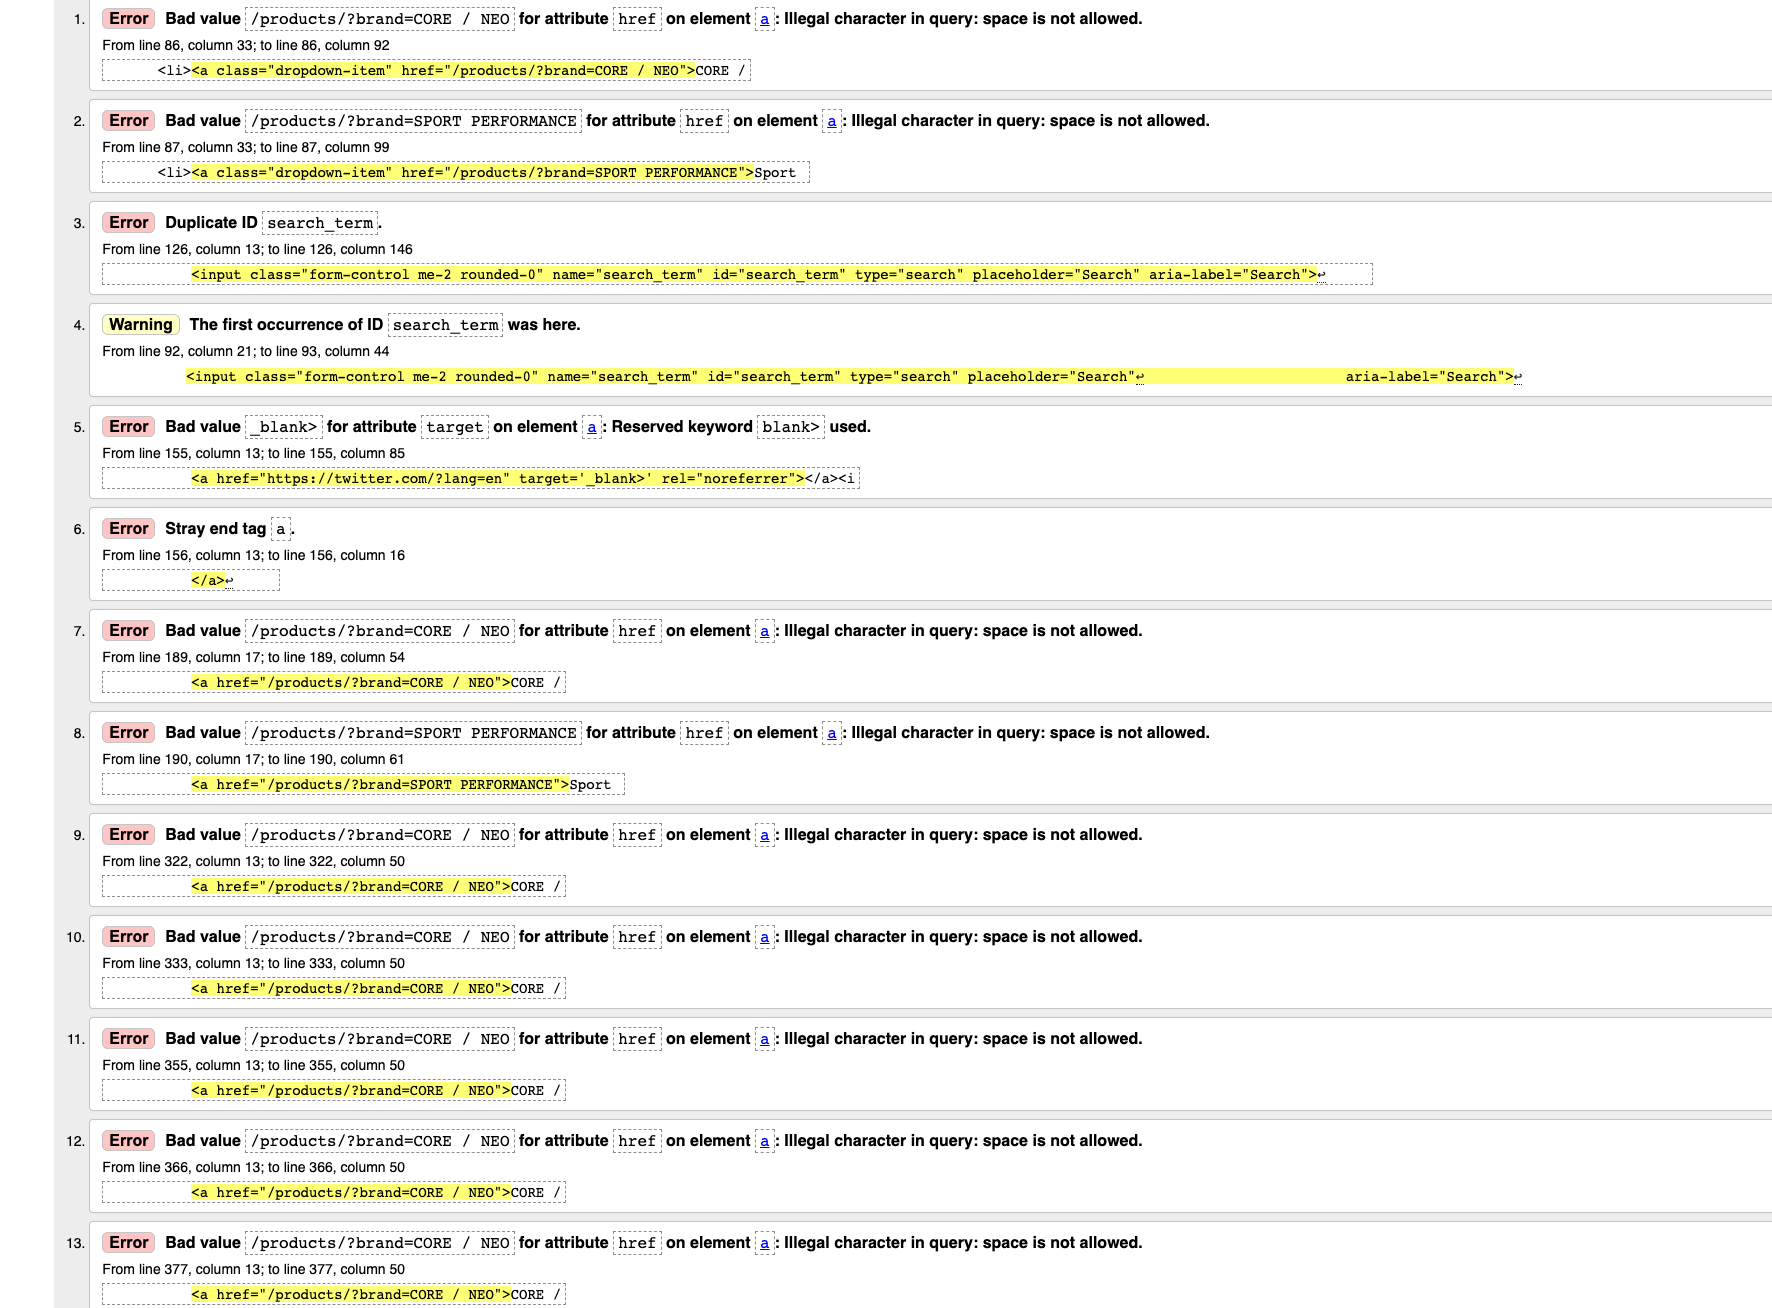 1. Error Bad value /products/?brand=CORE / NEO for attribute href on element a: Illegal character in query: space is not allowed.
From line 86, column 33; to line 86, column 92
<li><a class="dropdown-item" href="/products/?brand=CORE / NEO">CORE /
2. Error Bad value /products/?brand=SPORT PERFORMANCE for attribute href on element a: Illegal character in query: space is not allowed.
From line 87, column 33; to line 87, column 99
<li><a class="dropdown-item" href="/products/?brand=SPORT PERFORMANCE">Sport
3. Error Duplicate ID search_term.
From line 126, column 13; to line 126, column 146
<input class="form-control me-2 rounded-0" name="search_term" id="search_term" type="search" placeholder="Search" aria-label="Search">↩
4. Warning The first occurrence of ID search_term was here.
From line 92, column 21; to line 93, column 44
<input class="form-control me-2 rounded-0" name="search_term" id="search_term" type="search" placeholder="Search"↩ aria-label="Search">↩
5. Error Bad value _blank> for attribute target on element a: Reserved keyword blank> used.
From line 155, column 13; to line 155, column 85
<a href="https://twitter.com/?lang=en" target='_blank>' rel="noreferrer"></a><i
6. Error Stray end tag a.
From line 156, column 13; to line 156, column 16
</a>↩
7. Error Bad value /products/?brand=CORE / NEO for attribute href on element a: Illegal character in query: space is not allowed.
From line 189, column 17; to line 189, column 54
<a href="/products/?brand=CORE / NEO">CORE /
8. Error Bad value /products/?brand=SPORT PERFORMANCE for attribute href on element a: Illegal character in query: space is not allowed.
From line 190, column 17; to line 190, column 61
<a href="/products/?brand=SPORT PERFORMANCE">Sport
9. Error Bad value /products/?brand=CORE / NEO for attribute href on element a: Illegal character in query: space is not allowed.
From line 322, column 13; to line 322, column 50
<a href="/products/?brand=CORE / NEO">CORE /
10. Error Bad value /products/?brand=CORE / NEO for attribute href on element a: Illegal character in query: space is not allowed.
From line 333, column 13; to line 333, column 50
<a href="/products/?brand=CORE / NEO">CORE /
11. Error Bad value /products/?brand=CORE / NEO for attribute href on element a: Illegal character in query: space is not allowed.
From line 355, column 13; to line 355, column 50
<a href="/products/?brand=CORE / NEO">CORE /
12. Error Bad value /products/?brand=CORE / NEO for attribute href on element a: Illegal character in query: space is not allowed.
From line 366, column 13; to line 366, column 50
<a href="/products/?brand=CORE / NEO">CORE /
13. Error Bad value /products/?brand=CORE / NEO for attribute href on element a: Illegal character in query: space is not allowed.
From line 377, column 13; to line 377, column 50
<a href="/products/?brand=CORE / NEO">CORE /